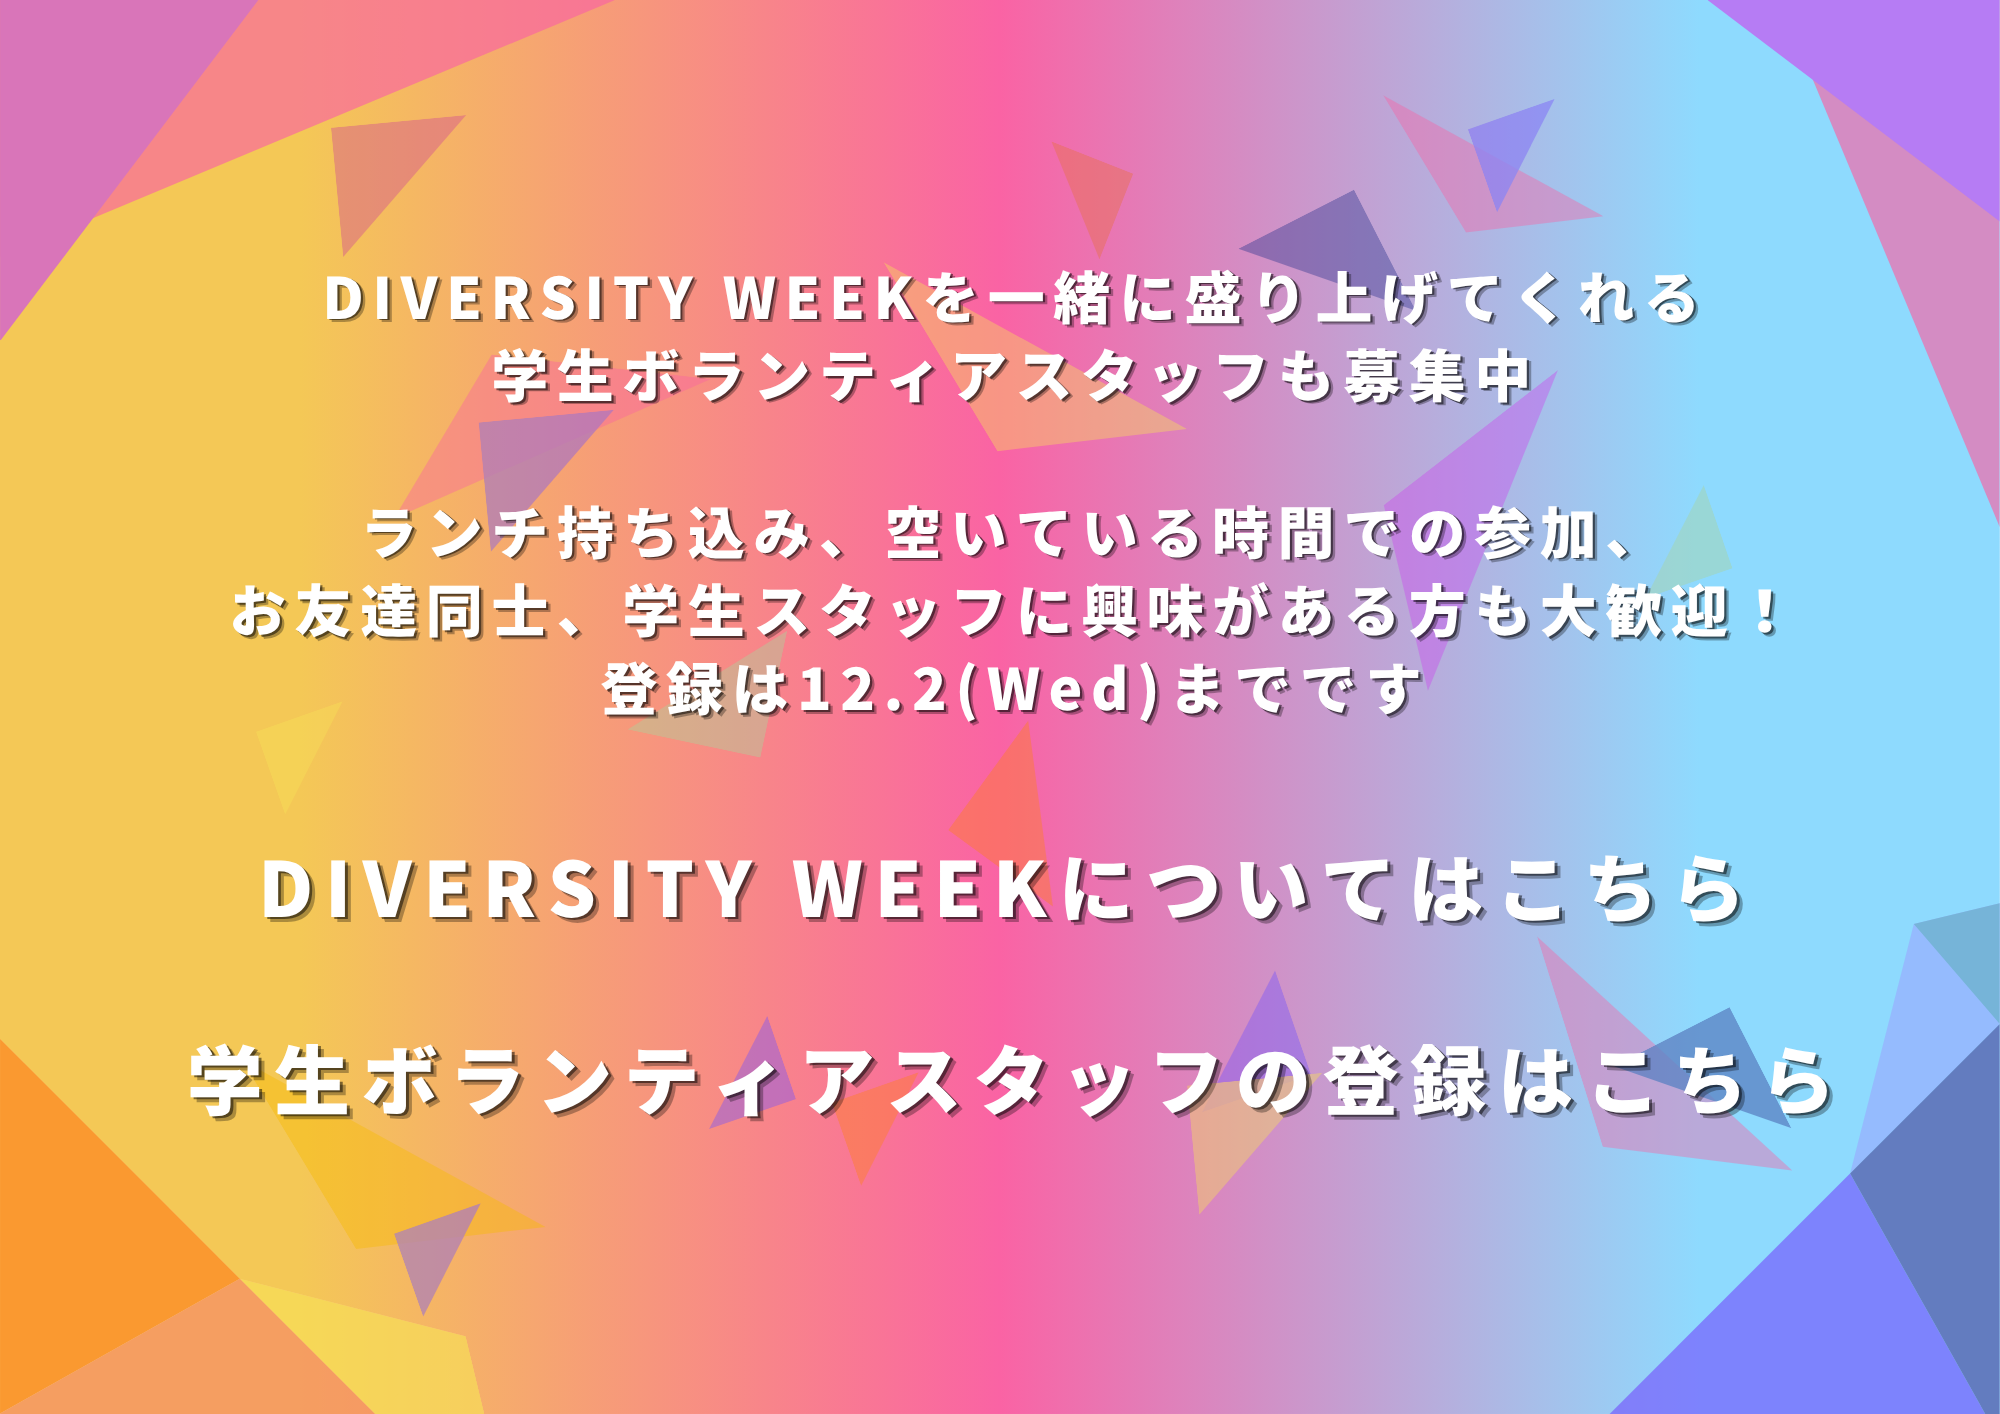 DIVERSITY WEEKを一緒に盛り上げてくれる
学生ボランティアスタッフも募集中
ランチ持ち込み、空いている時間での参加、
お友達同士、学生スタッフに興味がある方も大歓迎！
登録は12.2(Wed)までです
DIVERSITY WEEKについてはこちら
学生ボランティアスタッフの登録はこちら